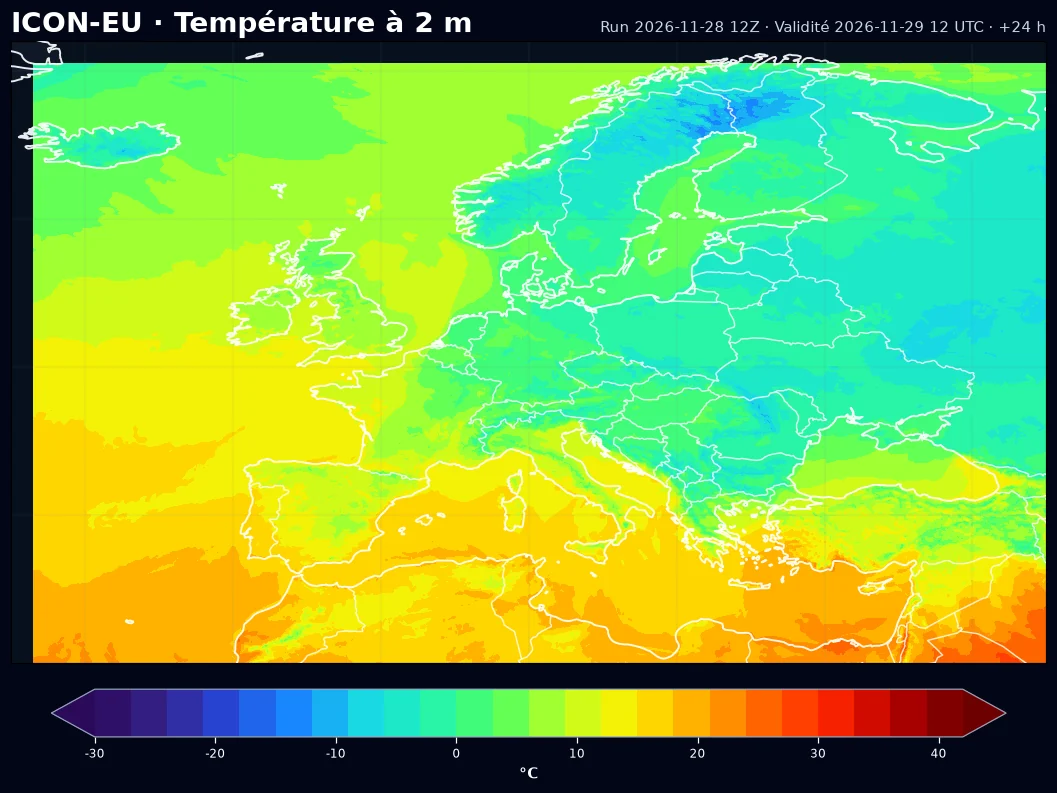 ICON-EU · Température à 2 m
Run 2026-11-28 12Z · Validité 2026-11-29 12 UTC · +24 h
-30 -20 -10 0 10 20 30 40
°C